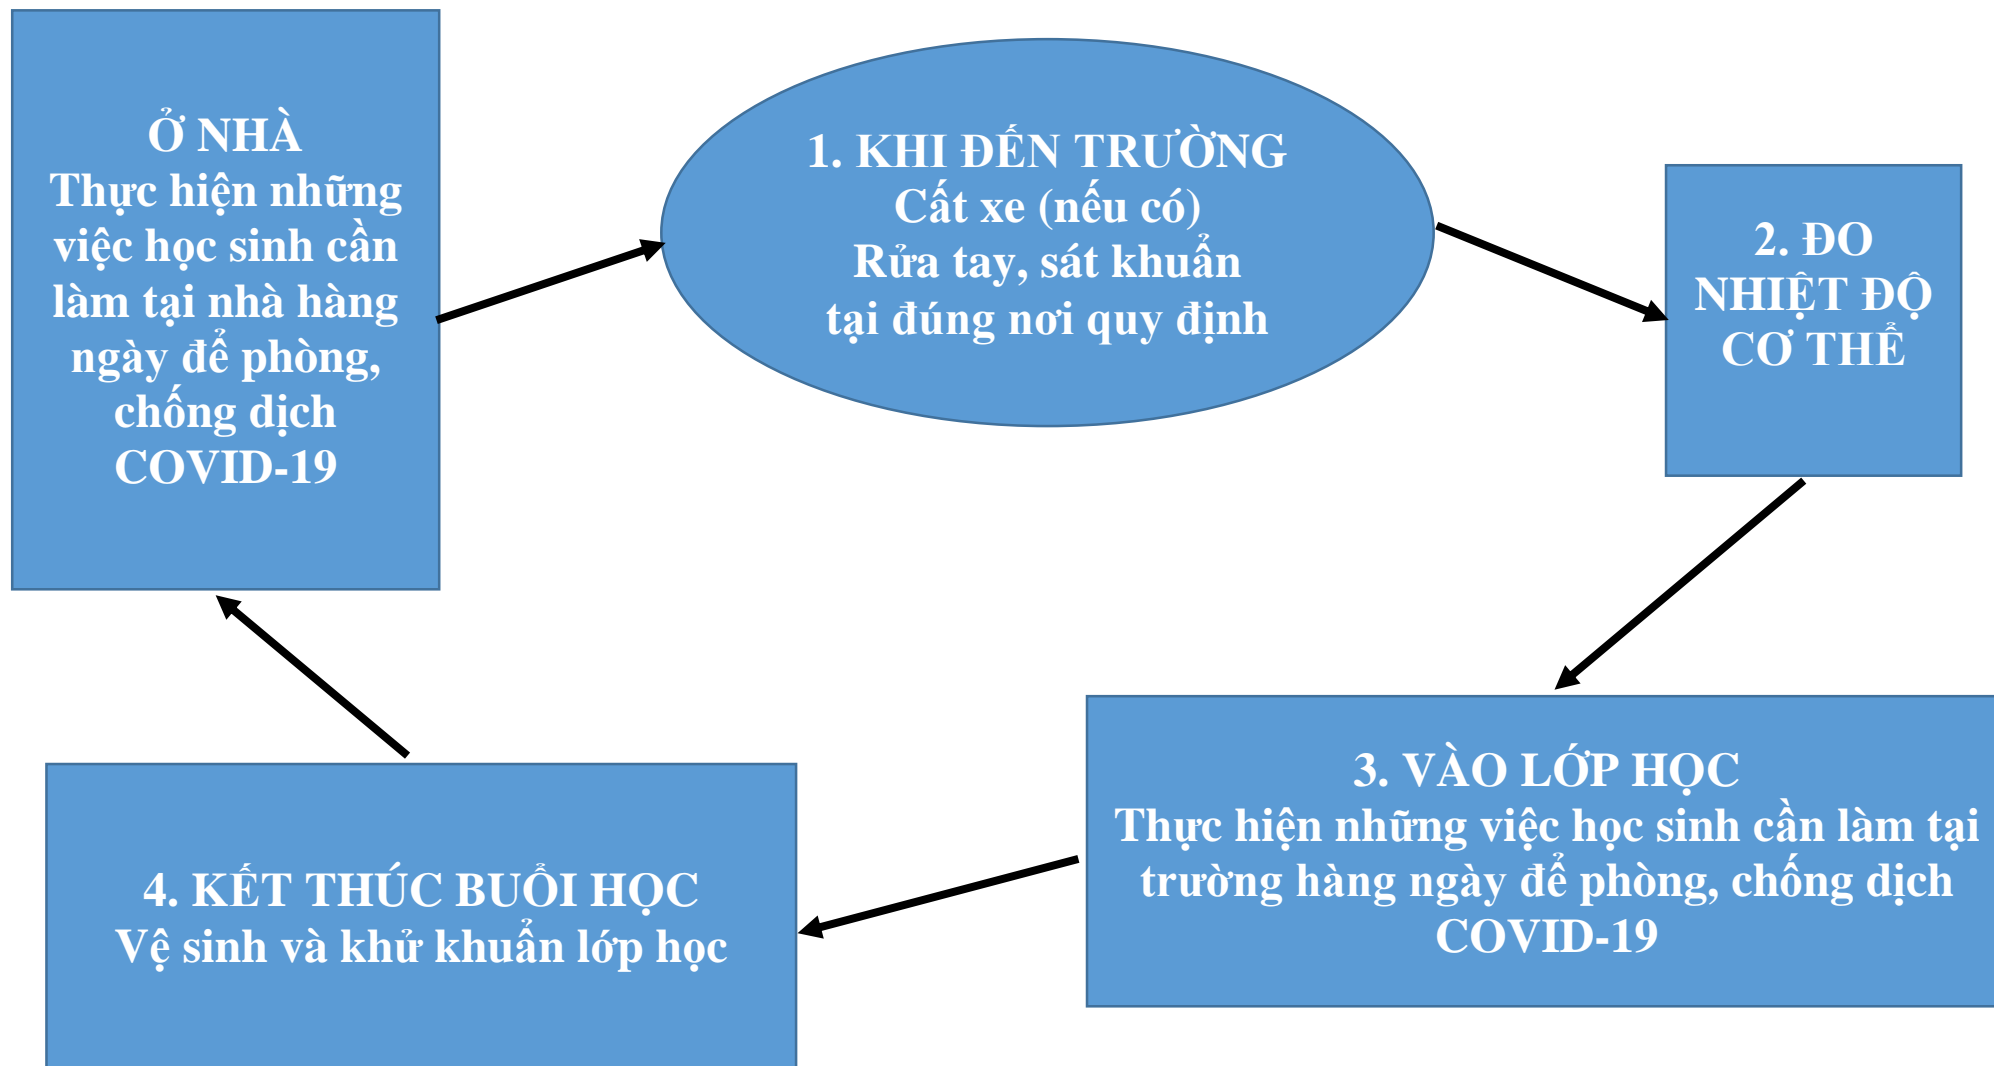 Ở NHÀ
Thực hiện những
việc học sinh cần
làm tại nhà hàng
ngày để phòng,
chống dịch
COVID-19
1. KHI ĐẾN TRƯỜNG
Cất xe (nếu có)
Rửa tay, sát khuẩn
tại đúng nơi quy định
2. ĐO
NHIỆT ĐỘ
CƠ THỂ
3. VÀO LỚP HỌC
Thực hiện những việc học sinh cần làm tại
trường hàng ngày để phòng, chống dịch
COVID-19
4. KẾT THÚC BUỔI HỌC
Vệ sinh và khử khuẩn lớp học